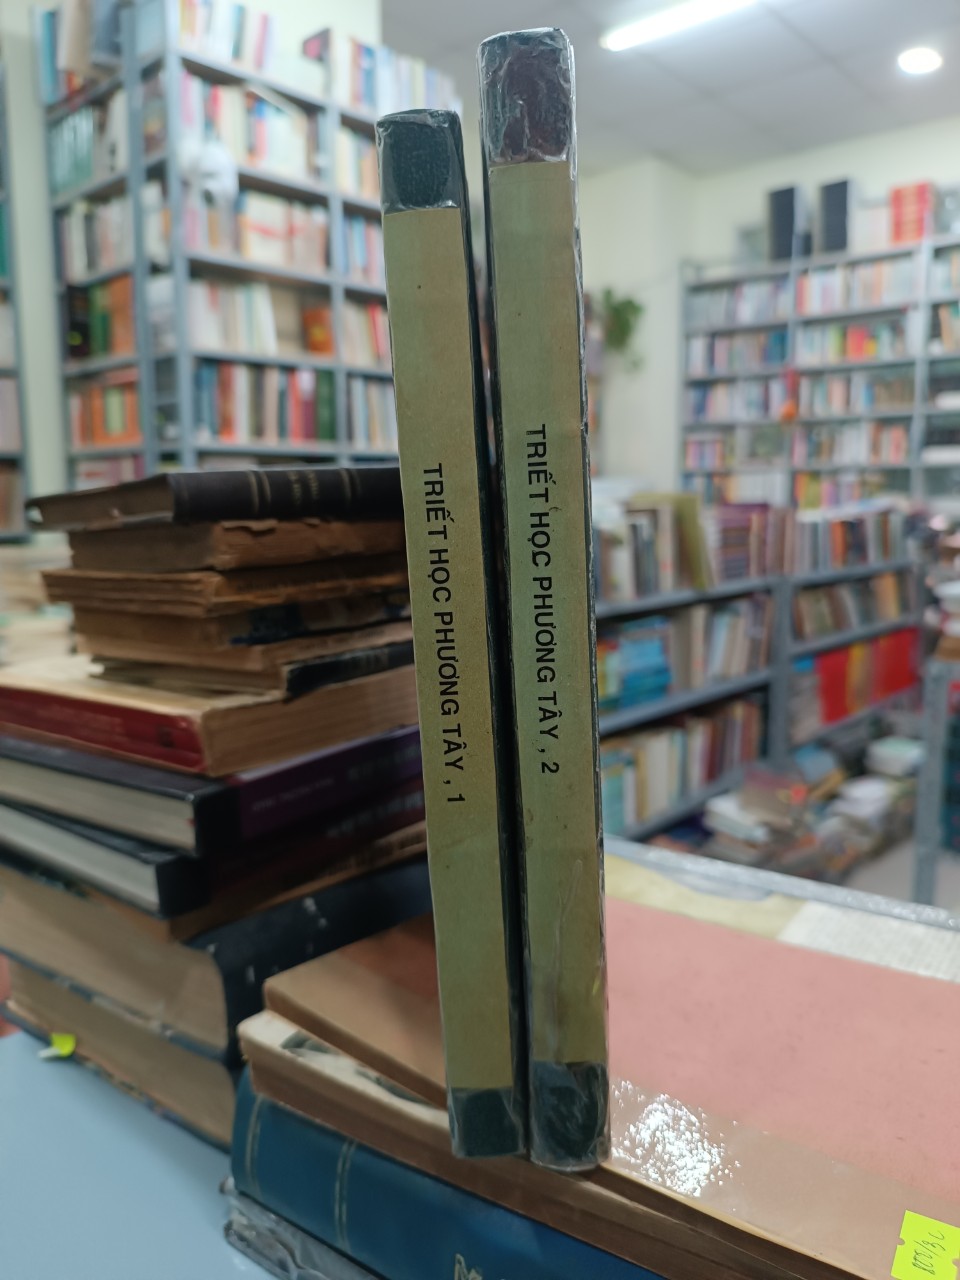 TRIẾT HỌC PHƯƠNG TÂY , 1
TRIẾT HỌC PHƯƠNG TÂY , 2